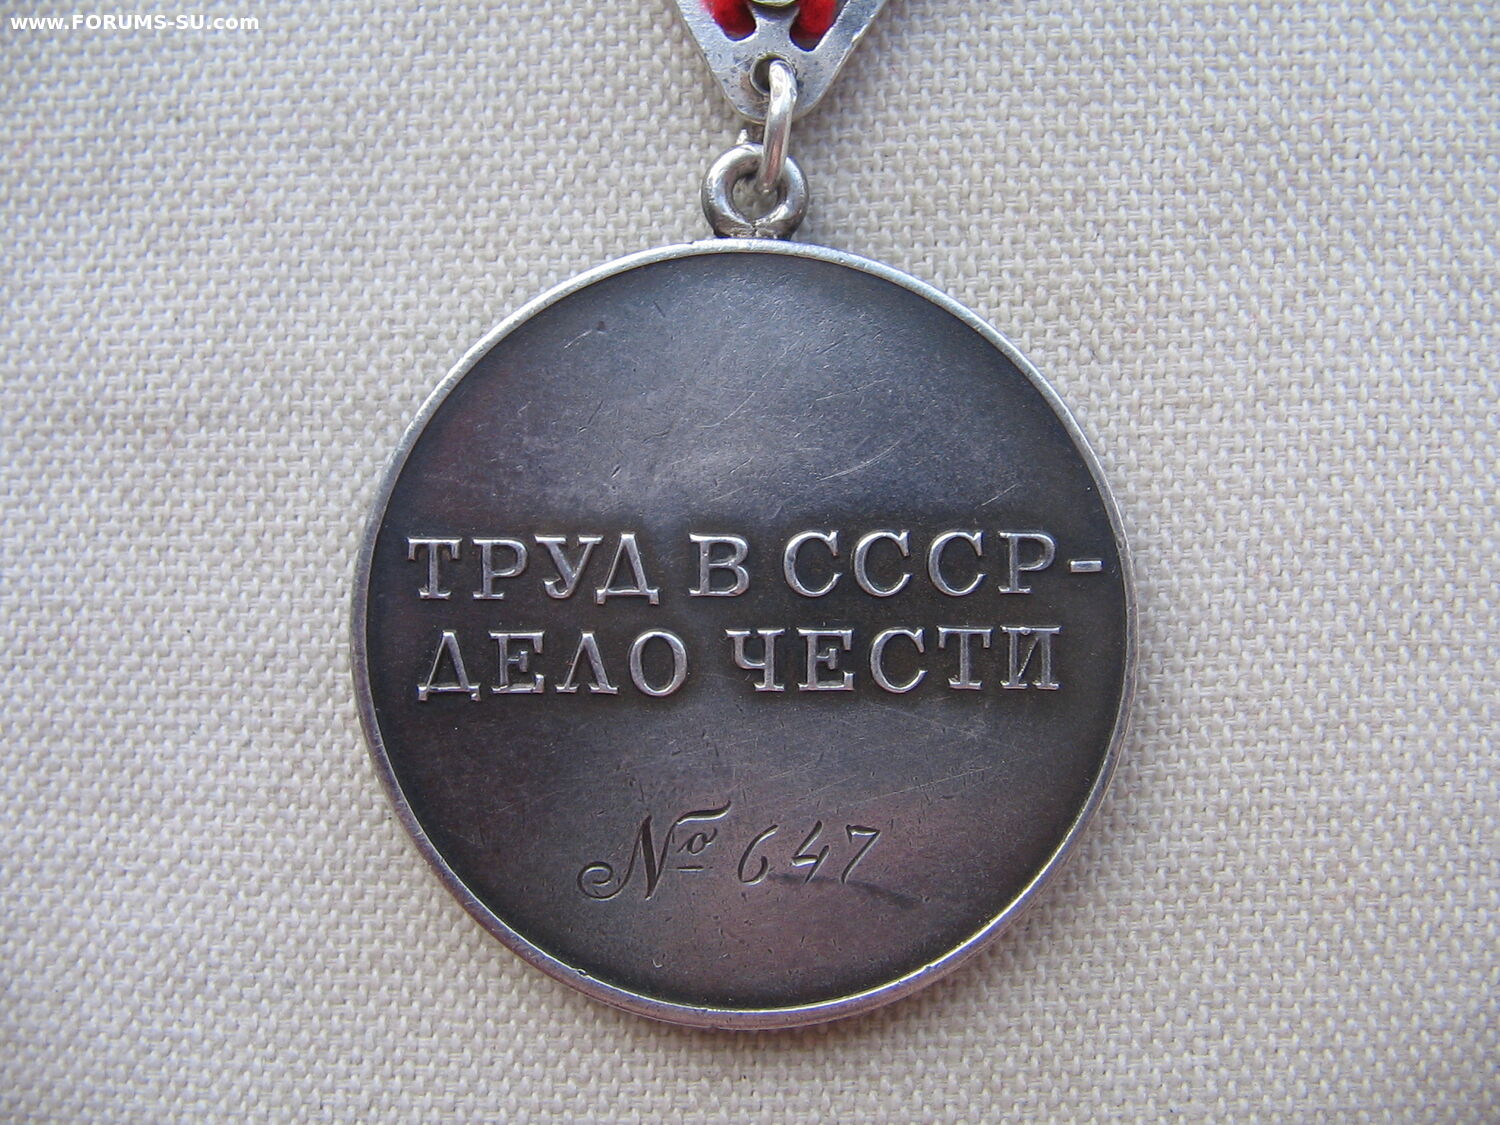 www.FORUMS-SU.com
ТРУД В СССР-
ДЕЛО ЧЕСТИ
№ 647